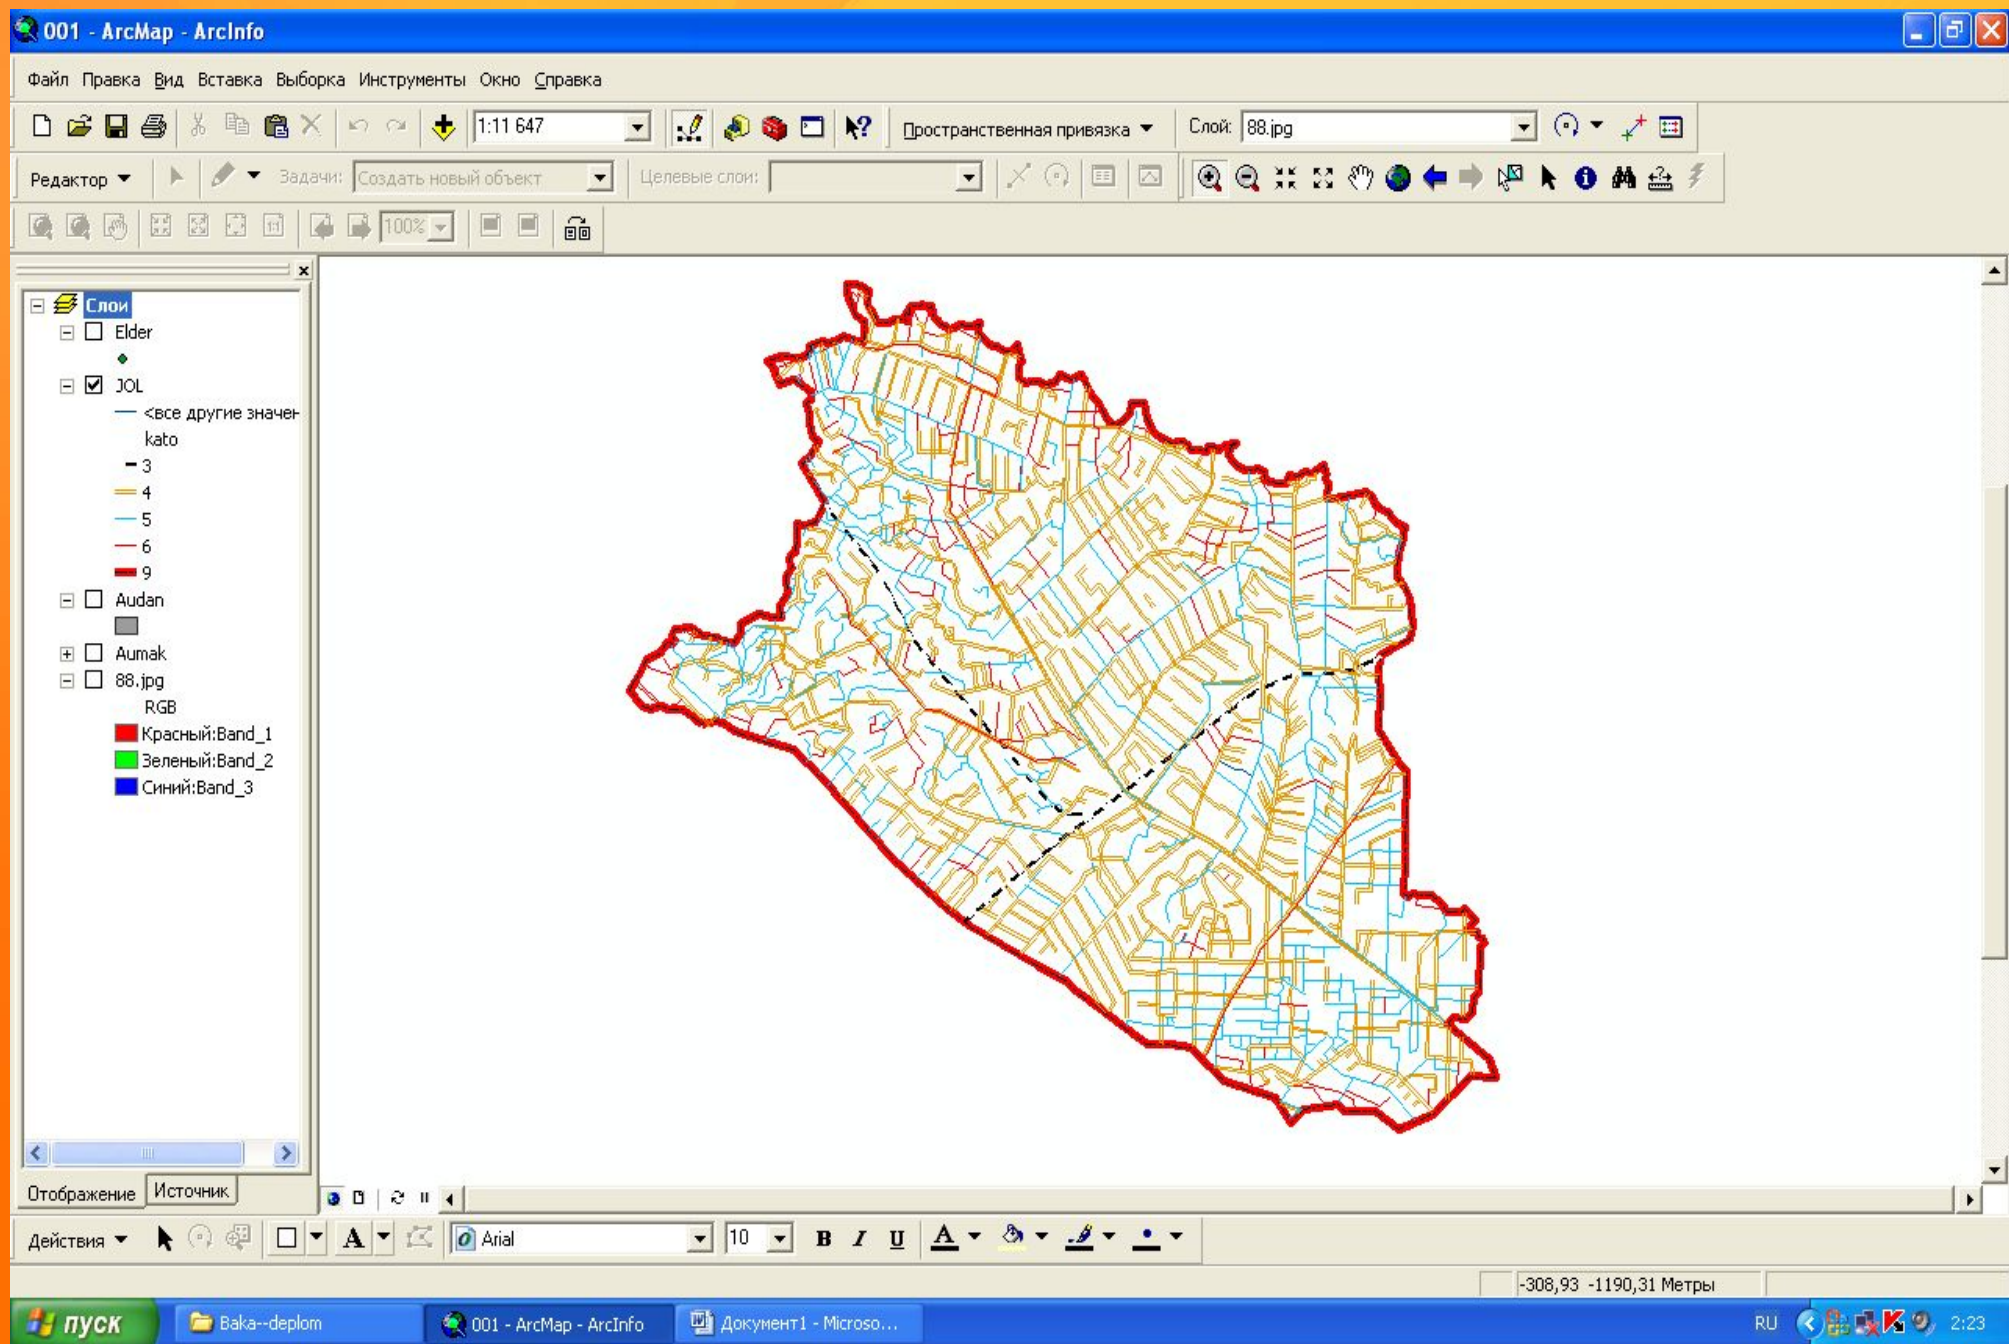 001 - ArcMap - ArcInfo
Файл Правка Вид Вставка Выборка Инструменты Окно Справка
1:11 647 Пространственная привязка Слой: 88.jpg
Редактор Задачи: Создать новый объект Целевые слои:
1:1 100%
Слои
Elder
JOL
<все другие значен
kato
3
4
5
6
9
Audan
Aumak
88.jpg
RGB
Красный:Band_1
Зеленый:Band_2
Синий:Band_3
Отображение Источник
Действия A Arial 10 B I U A
-308,93 -1190,31 Метры
пуск Baka--deplom 001 - ArcMap - ArcInfo Документ1 - Microso... RU 2:23